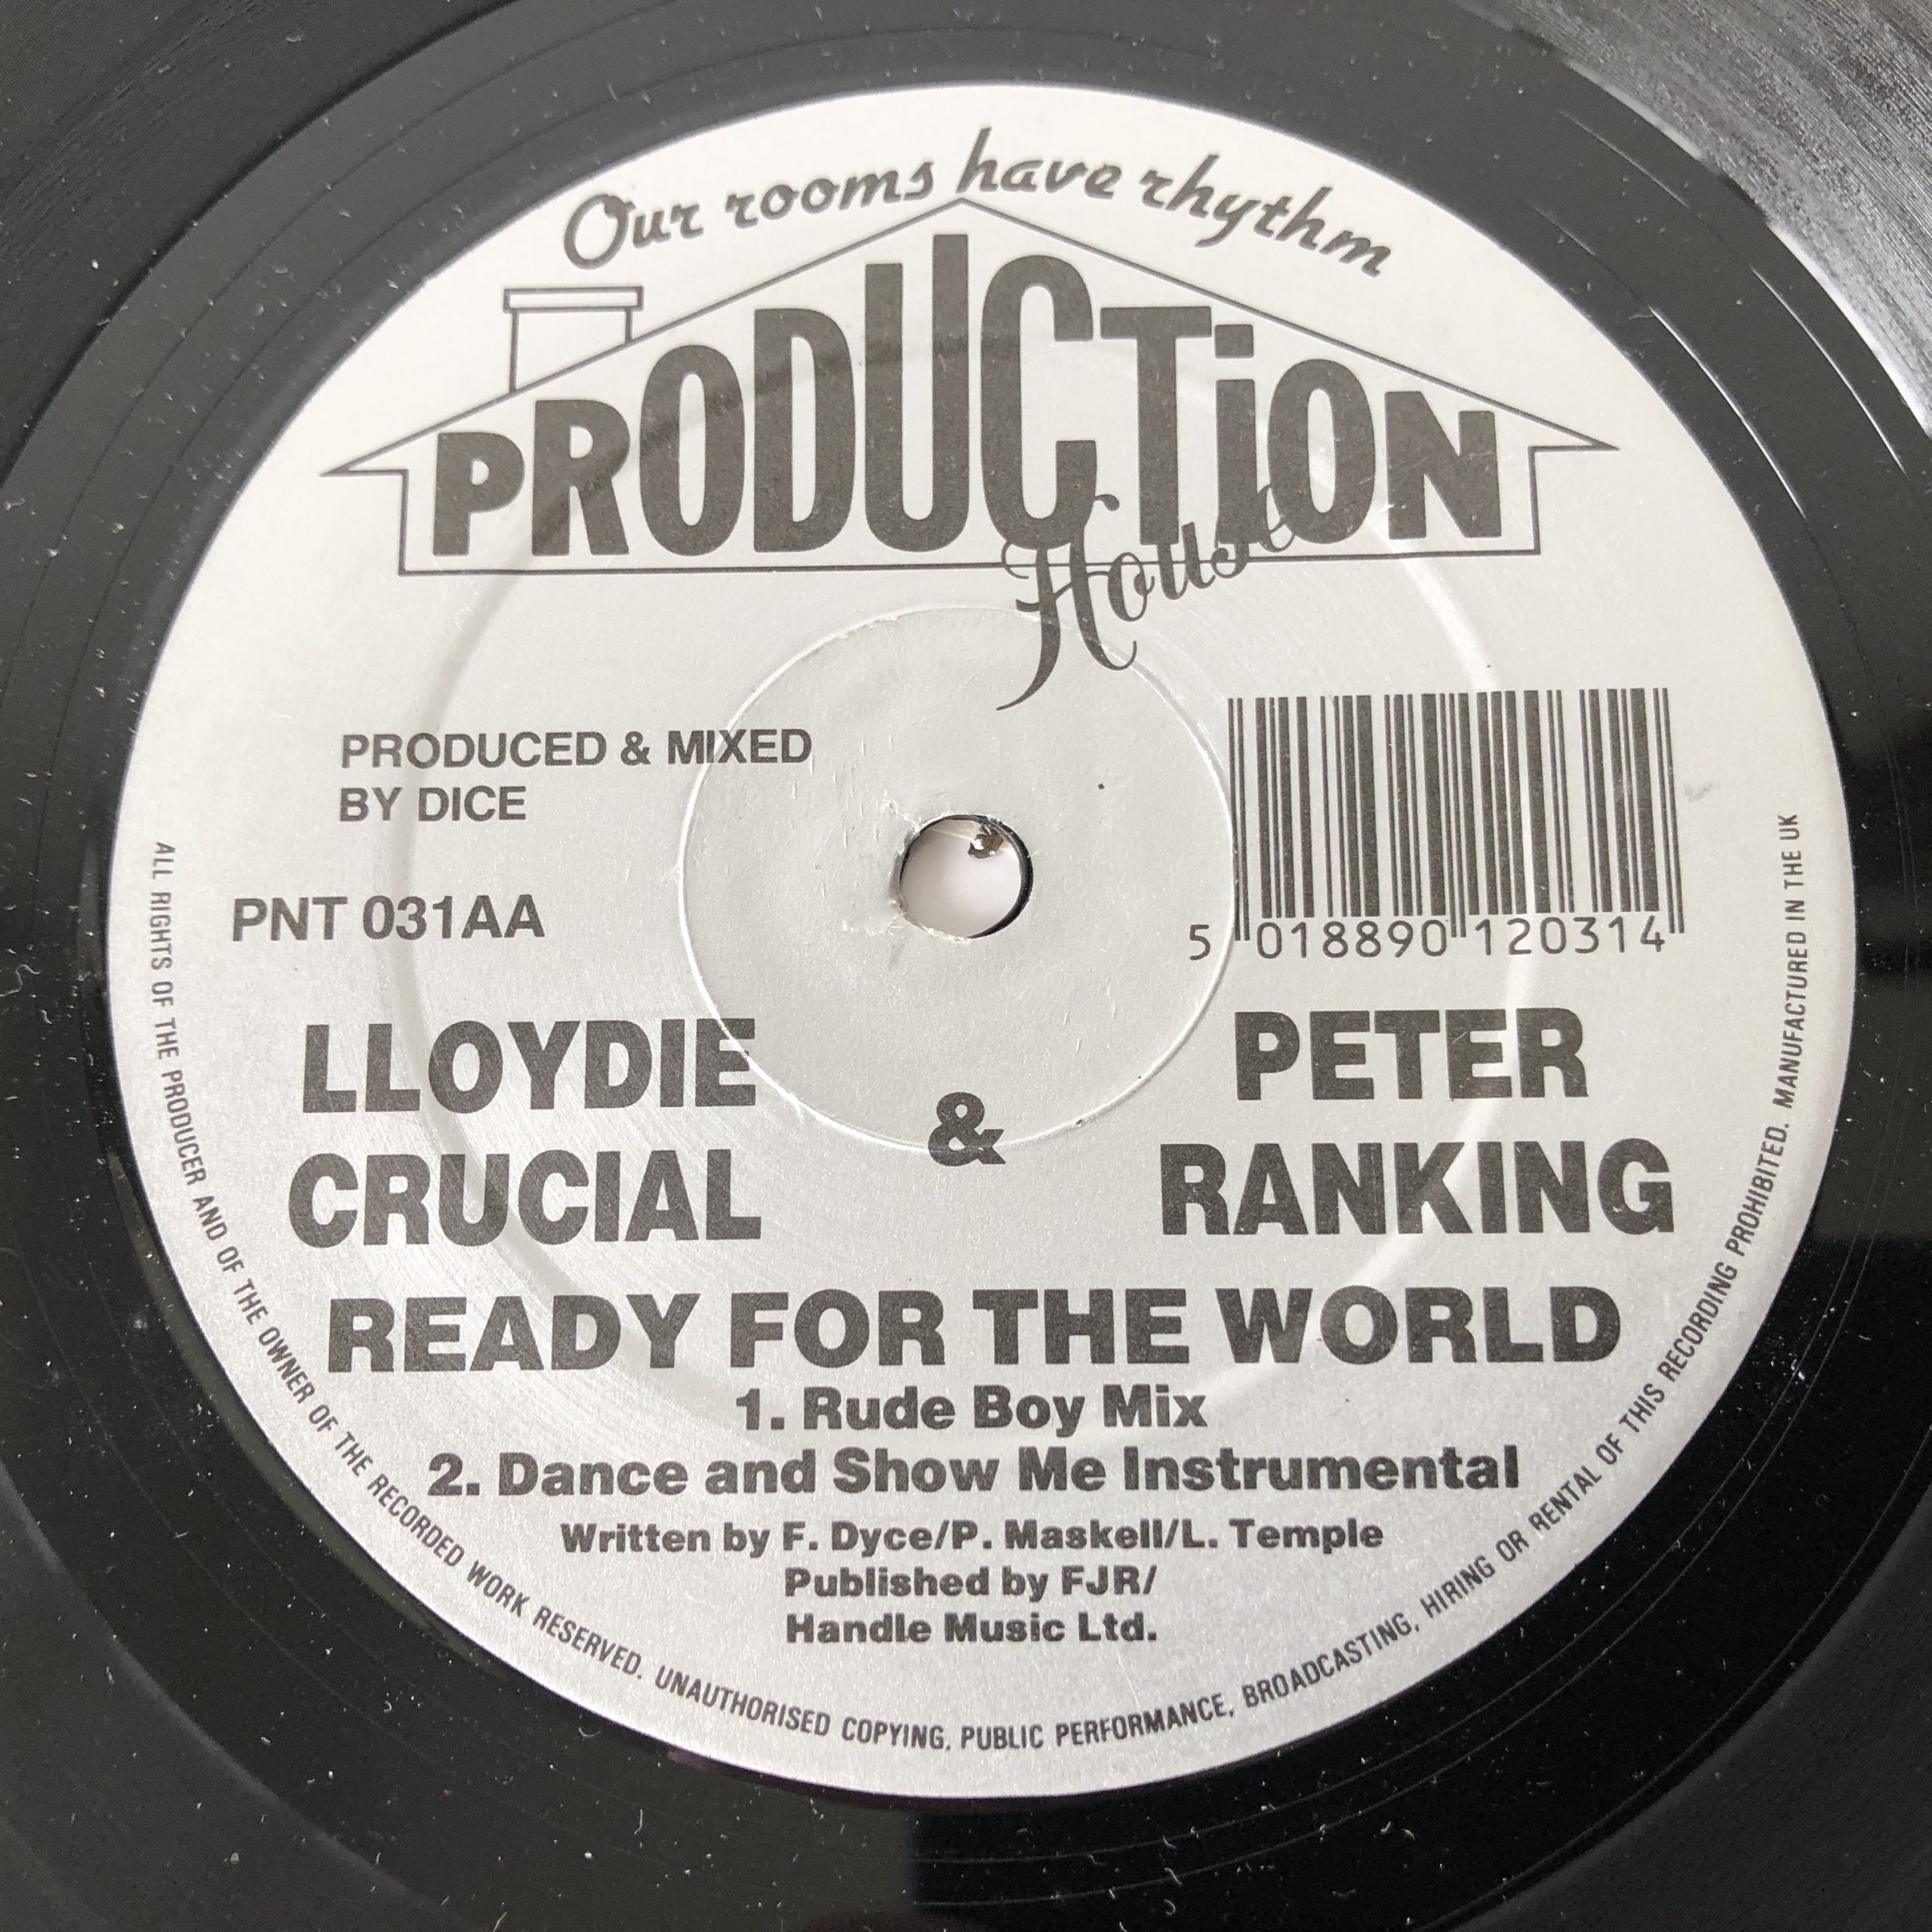 Our rooms have rhythm
PRODUCTiON
House
PRODUCED & MIXED
BY DICE
PNT 031AA
5 018890 120314
LLOYDIE
CRUCIAL
&
PETER
RANKING
READY FOR THE WORLD
1. Rude Boy Mix
2. Dance and Show Me Instrumental
Written by F. Dyce/P. Maskell/L. Temple
Published by FJR/
Handle Music Ltd.
ALL RIGHTS OF THE PRODUCER AND OF THE OWNER OF THE RECORDED WORK RESERVED. UNAUTHORISED COPYING, PUBLIC PERFORMANCE, BROADCASTING, HIRING OR RENTAL OF THIS RECORDING PROHIBITED. MANUFACTURED IN THE UK